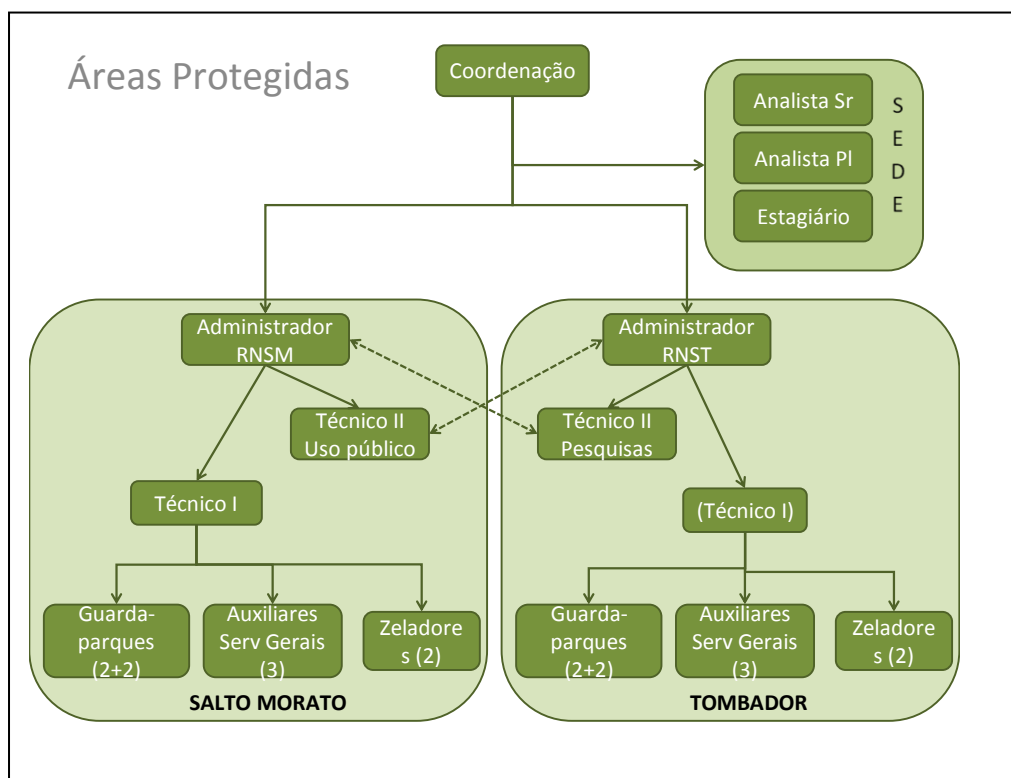 Áreas Protegidas
Coordenação
Analista Sr
Analista Pl
Estagiário
S
E
D
E
Administrador
RNSM
Técnico II
Uso público
Técnico I
Guarda-
parques
(2+2)
Auxiliares
Serv Gerais
(3)
Zeladore
s (2)
SALTO MORATO
Administrador
RNST
Técnico II
Pesquisas
(Técnico I)
Guarda-
parques
(2+2)
Auxiliares
Serv Gerais
(3)
Zeladore
s (2)
TOMBADOR